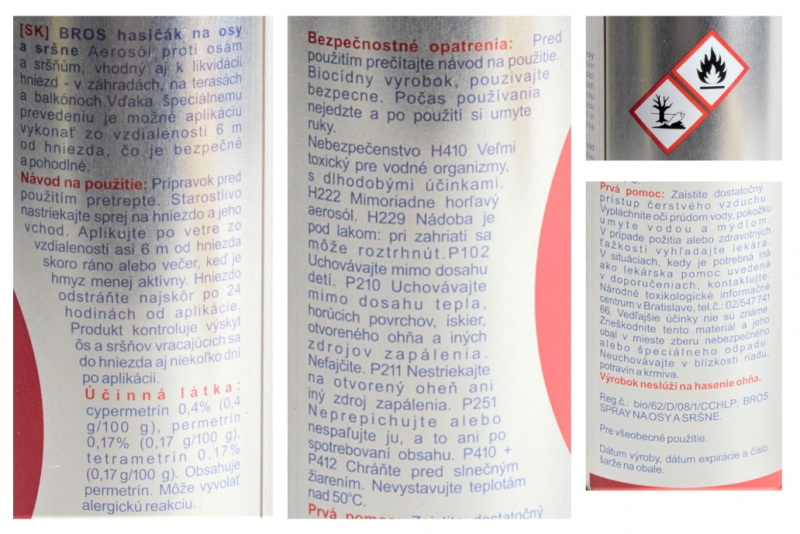 [SK] BROS hasičák na osy
a sršne Aerosól proti osám
a sršňom, vhodný aj k likvidácii
hniezd - v záhradách, na terasách
a balkónoch.Vďaka špeciálnemu
prevedeniu je možné aplikáciu
vykonať zo vzdialenosti 6 m
od hniezda, čo je bezpečné
a pohodlné.
Návod na použitie: Prípravok pred
použitím pretrepte. Starostlivo
nastriekajte sprej na hniezdo a jeho
vchod. Aplikujte po vetre zo
vzdialenosti asi 6 m od hniezda
skoro ráno alebo večer, keď je
hmyz menej aktívny. Hniezdo
odstráňte najskôr po 24
hodinách od aplikácie.
Produkt kontroluje výskyt
ôs a sršňov vracajúcich sa
do hniezda aj niekoľko dní
po aplikácii.
Účinná látka:
cypermetrín 0,4% (0,4
g/100 g), permetrín
0,17% (0,17 g/100 g),
tetrametrín 0,17%
(0,17 g/100 g). Obsahuje
permetrín. Môže vyvolať
alergickú reakciu.
Bezpečnostné opatrenia: Pred
použitím prečítajte návod na použitie.
Biocídny výrobok, používajte
bezpečne. Počas používania
nejedzte a po použití si umyte
ruky.
Nebezpečenstvo H410 Veľmi
toxický pre vodné organizmy,
s dlhodobými účinkami.
H222 Mimoriadne horľavý
aerosól. H229 Nádoba je
pod lakom: pri zahriatí sa
môže roztrhnúť.P102
Uchovávajte mimo dosahu
detí. P210 Uchovávajte
mimo dosahu tepla,
horúcich povrchov, iskier,
otvoreného ohňa a iných
zdrojov zapálenia.
Nefajčite. P211 Nestriekajte
na otvorený oheň ani
iný zdroj zapálenia. P251
Neprepichujte alebo
nespaľujte ju, a to ani po
spotrebovaní obsahu. P410 +
P412 Chráňte pred slnečným
žiarením. Nevystavujte teplotám
nad 50°C.
Prvá pomoc: Zaistite dostatočný
Prvá pomoc: Zaistite dostatočný
prístup čerstvého vzduchu.
Vypláchnite oči prúdom vody, pokožku
umyte vodou a mydlom.
V prípade požitia alebo zdravotných
ťažkostí vyhľadajte lekára.
V situáciach, kedy je potrebná iná
ako lekárska pomoc uvedená
v doporučeniach, kontaktujte:
Národné toxikologické informačné
centrum v Bratislave, tel.č.: 02/547 741
66. Vedľajšie účinky nie sú známe.
Zneškodnite tento materiál a jeho
obal v mieste zberu nebezpečného
alebo špeciálneho odpadu.
Neuchovávajte v blízkosti riadu,
potravin a krmiva.
Výrobok neslúži na hasenie ohňa.
Reg.č.: bio/62/D/08/1/CCHLP; BROS
SPRAY NA OSY A SRŠNE.
Pre všeobecné použitie.
Dátum výroby, dátum expirácie a číslo
šarže na obale.